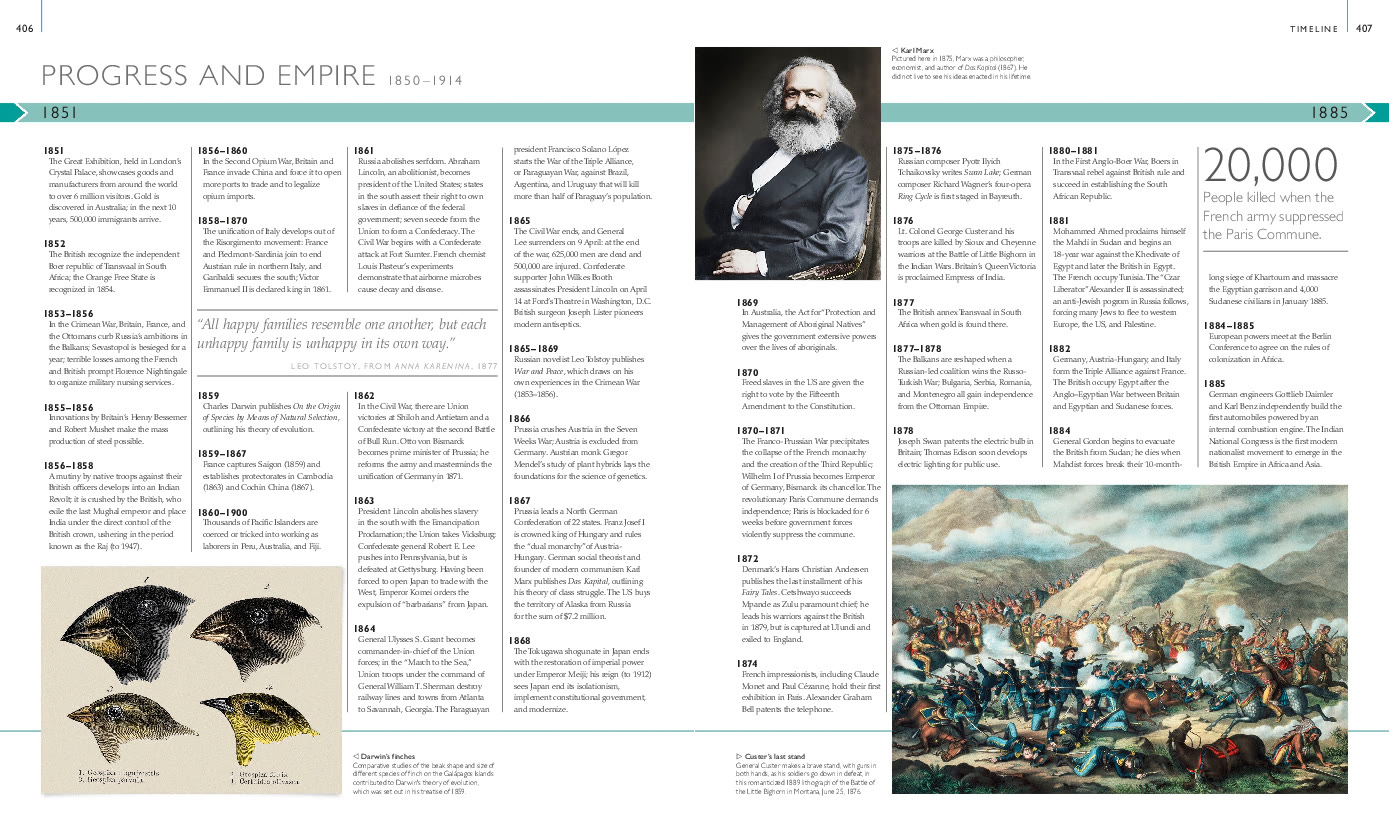 406
TIMELINE 407
PROGRESS AND EMPIRE 1850–1914
1851
1885
1851
The Great Exhibition, held in London's
Crystal Palace, showcases goods and
manufacturers from around the world
to over 6 million visitors. Gold is
discovered in Australia; in the next 10
years, 500,000 immigrants arrive.
1852
The British recognize the independent
Boer republic of Transvaal in South
Africa; the Orange Free State is
recognized in 1854.
1853–1856
In the Crimean War, Britain, France, and
the Ottomans curb Russia's ambitions in
the Balkans; Sevastopol is besieged for a
year; terrible losses among the French
and British prompt Florence Nightingale
to organize military nursing services.
1855–1856
Innovations by Britain's Henry Bessemer
and Robert Mushet make the mass
production of steel possible.
1856–1858
A mutiny by native troops against their
British officers develops into an Indian
Revolt; it is crushed by the British, who
exile the last Mughal emperor and place
India under the direct control of the
British crown, ushering in the period
known as the Raj (to 1947).
1856–1860
In the Second Opium War, Britain and
France invade China and force it to open
more ports to trade and to legalize
opium imports.
1858–1870
The unification of Italy develops out of
the Risorgimento movement: France
and Piedmont-Sardinia join to end
Austrian rule in northern Italy, and
Garibaldi secures the south; Victor
Emmanuel II is declared king in 1861.
1861
Russia abolishes serfdom. Abraham
Lincoln, an abolitionist, becomes
president of the United States; states
in the south assert their right to own
slaves in defiance of the federal
government; seven secede from the
Union to form a Confederacy. The
Civil War begins with a Confederate
attack at Fort Sumter. French chemist
Louis Pasteur's experiments
demonstrate that airborne microbes
cause decay and disease.
“All happy families resemble one another, but each
unhappy family is unhappy in its own way.”
LEO TOLSTOY, FROM ANNA KARENINA, 1877
1859
Charles Darwin publishes On the Origin
of Species by Means of Natural Selection,
outlining his theory of evolution.
1859–1867
France captures Saigon (1859) and
establishes protectorates in Cambodia
(1863) and Cochin China (1867).
1860–1900
Thousands of Pacific Islanders are
coerced or tricked into working as
laborers in Peru, Australia, and Fiji.
1862
In the Civil War, there are Union
victories at Shiloh and Antietam and a
Confederate victory at the second Battle
of Bull Run. Otto von Bismarck
becomes prime minister of Prussia; he
reforms the army and masterminds the
unification of Germany in 1871.
1863
President Lincoln abolishes slavery
in the south with the Emancipation
Proclamation; the Union takes Vicksburg;
Confederate general Robert E. Lee
pushes into Pennsylvania, but is
defeated at Gettysburg. Having been
forced to open Japan to trade with the
West, Emperor Komei orders the
expulsion of “barbarians” from Japan.
1864
General Ulysses S. Grant becomes
commander-in-chief of the Union
forces; in the “March to the Sea,”
Union troops under the command of
General William T. Sherman destroy
railway lines and towns from Atlanta
to Savannah, Georgia. The Paraguayan
president Francisco Solano López
starts the War of the Triple Alliance,
or Paraguayan War, against Brazil,
Argentina, and Uruguay that will kill
more than half of Paraguay's population.
1865
The Civil War ends, and General
Lee surrenders on 9 April: at the end
of the war, 625,000 men are dead and
500,000 are injured. Confederate
supporter John Wilkes Booth
assassinates President Lincoln on April
14 at Ford's Theatre in Washington, D.C.
British surgeon Joseph Lister pioneers
modern antiseptics.
1865–1869
Russian novelist Leo Tolstoy publishes
War and Peace, which draws on his
own experiences in the Crimean War
(1853–1856).
1866
Prussia crushes Austria in the Seven
Weeks War; Austria is excluded from
Germany. Austrian monk Gregor
Mendel's study of plant hybrids lays the
foundations for the science of genetics.
1867
Prussia leads a North German
Confederation of 22 states. Franz Josef I
is crowned king of Hungary and rules
the “dual monarchy” of Austria-
Hungary. German social theorist and
founder of modern communism Karl
Marx publishes Das Kapital, outlining
his theory of class struggle. The US buys
the territory of Alaska from Russia
for the sum of $7.2 million.
1868
The Tokugawa shogunate in Japan ends
with the restoration of imperial power
under Emperor Meiji; his reign (to 1912)
sees Japan end its isolationism,
implement constitutional government,
and modernize.
◁ Darwin's finches
Comparative studies of the beak shape and size of
different species of finch on the Galápagos Islands
contributed to Darwin's theory of evolution,
which was set out in his treatise of 1859.
◁ Karl Marx
Pictured here in 1875, Marx was a philosopher,
economist, and author of Das Kapital (1867). He
did not live to see his ideas enacted in his lifetime.
1869
In Australia, the Act for “Protection and
Management of Aboriginal Natives”
gives the government extensive powers
over the lives of aboriginals.
1870
Freed slaves in the US are given the
right to vote by the Fifteenth
Amendment to the Constitution.
1870–1871
The Franco-Prussian War precipitates
the collapse of the French monarchy
and the creation of the Third Republic;
Wilhelm I of Prussia becomes Emperor
of Germany, Bismarck its chancellor. The
revolutionary Paris Commune demands
independence; Paris is blockaded for 6
weeks before government forces
violently suppress the commune.
1872
Denmark's Hans Christian Andersen
publishes the last installment of his
Fairy Tales. Cetshwayo succeeds
Mpande as Zulu paramount chief; he
leads his warriors against the British
in 1879, but is captured at Ulundi and
exiled to England.
1874
French impressionists, including Claude
Monet and Paul Cézanne, hold their first
exhibition in Paris. Alexander Graham
Bell patents the telephone.
1875–1876
Russian composer Pyotr Ilyich
Tchaikovsky writes Swan Lake; German
composer Richard Wagner's four-opera
Ring Cycle is first staged in Bayreuth.
1876
Lt. Colonel George Custer and his
troops are killed by Sioux and Cheyenne
warriors at the Battle of Little Bighorn in
the Indian Wars. Britain's Queen Victoria
is proclaimed Empress of India.
1877
The British annex Transvaal in South
Africa when gold is found there.
1877–1878
The Balkans are reshaped when a
Russian-led coalition wins the Russo-
Turkish War; Bulgaria, Serbia, Romania,
and Montenegro all gain independence
from the Ottoman Empire.
1878
Joseph Swan patents the electric bulb in
Britain; Thomas Edison soon develops
electric lighting for public use.
1880–1881
In the First Anglo-Boer War, Boers in
Transvaal rebel against British rule and
succeed in establishing the South
African Republic.
1881
Mohammed Ahmed proclaims himself
the Mahdi in Sudan and begins an
18-year war against the Khedivate of
Egypt and later the British in Egypt.
The French occupy Tunisia. The “Czar
Liberator” Alexander II is assassinated;
an anti-Jewish pogrom in Russia follows,
forcing many Jews to flee to western
Europe, the US, and Palestine.
1882
Germany, Austria-Hungary, and Italy
form the Triple Alliance against France.
The British occupy Egypt after the
Anglo-Egyptian War between British
and Egyptian and Sudanese forces.
1884
General Gordon begins to evacuate
the British from Sudan; he dies when
Mahdist forces break their 10-month-
20,000
People killed when the
French army suppressed
the Paris Commune.
long siege of Khartoum and massacre
the Egyptian garrison and 4,000
Sudanese civilians in January 1885.
1884–1885
European powers meet at the Berlin
Conference to agree on the rules of
colonization in Africa.
1885
German engineers Gottlieb Daimler
and Karl Benz independently build the
first automobiles powered by an
internal combustion engine. The Indian
National Congress is the first modern
nationalist movement to emerge in the
British Empire in Africa and Asia.
▷ Custer's last stand
General Custer makes a brave stand, with guns in
both hands, as his soldiers go down in defeat, in
this romanticized 1889 lithograph of the Battle of
the Little Bighorn in Montana, June 25, 1876.